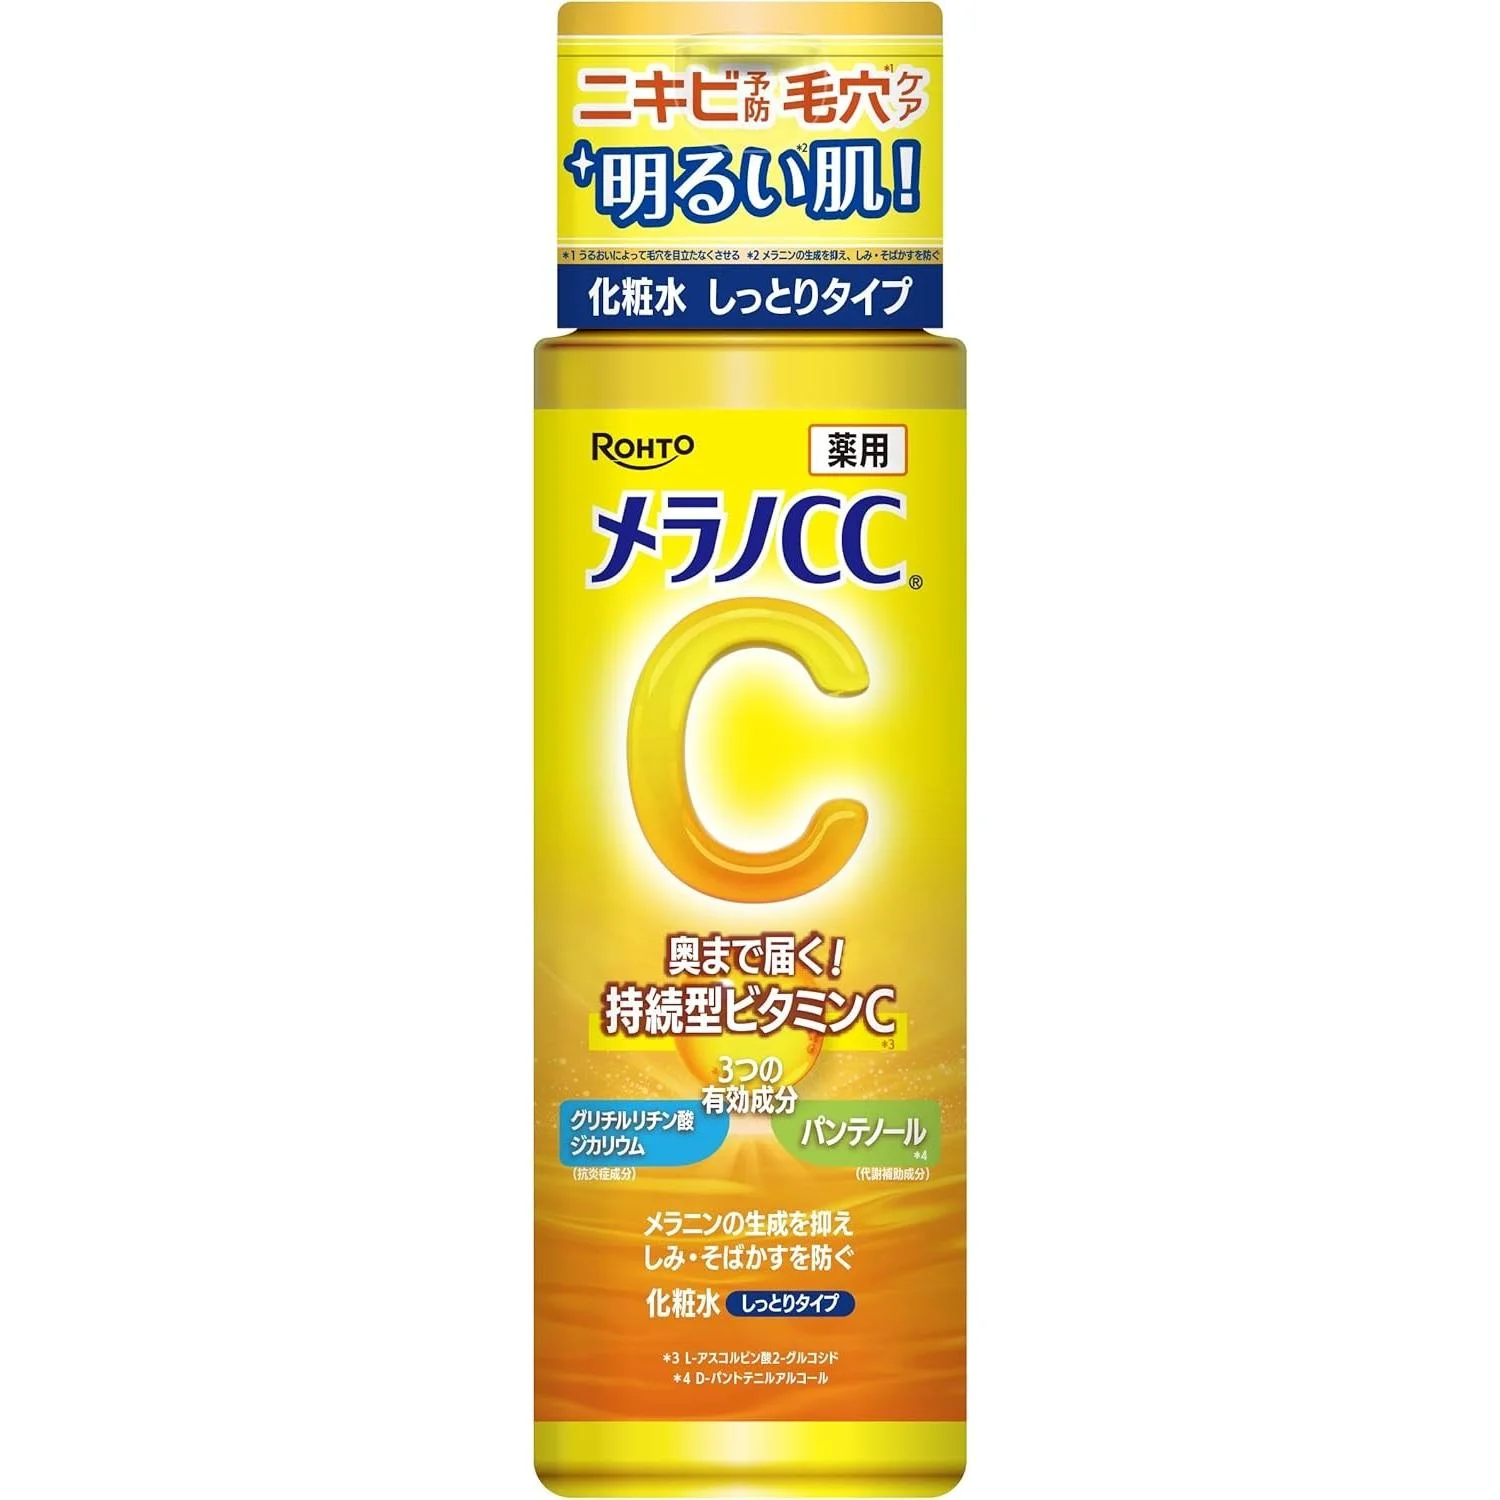 ニキビ予防 毛穴*1ケア
明るい*2肌!
*1 うるおいによって毛穴を目立たなくさせる *2 メラニンの生成を抑え、しみ・そばかすを防ぐ
化粧水 しっとりタイプ
ROHTO
薬用
メラノCC®
C
奥まで届く!
持続型ビタミンC
*3
3つの
有効成分
グリチルリチン酸
ジカリウム
(抗炎症成分)
パンテノール
*4
(代謝補助成分)
メラニンの生成を抑え
しみ・そばかすを防ぐ
化粧水 しっとりタイプ
*3 L-アスコルビン酸2-グルコシド
*4 D-パントテニルアルコール